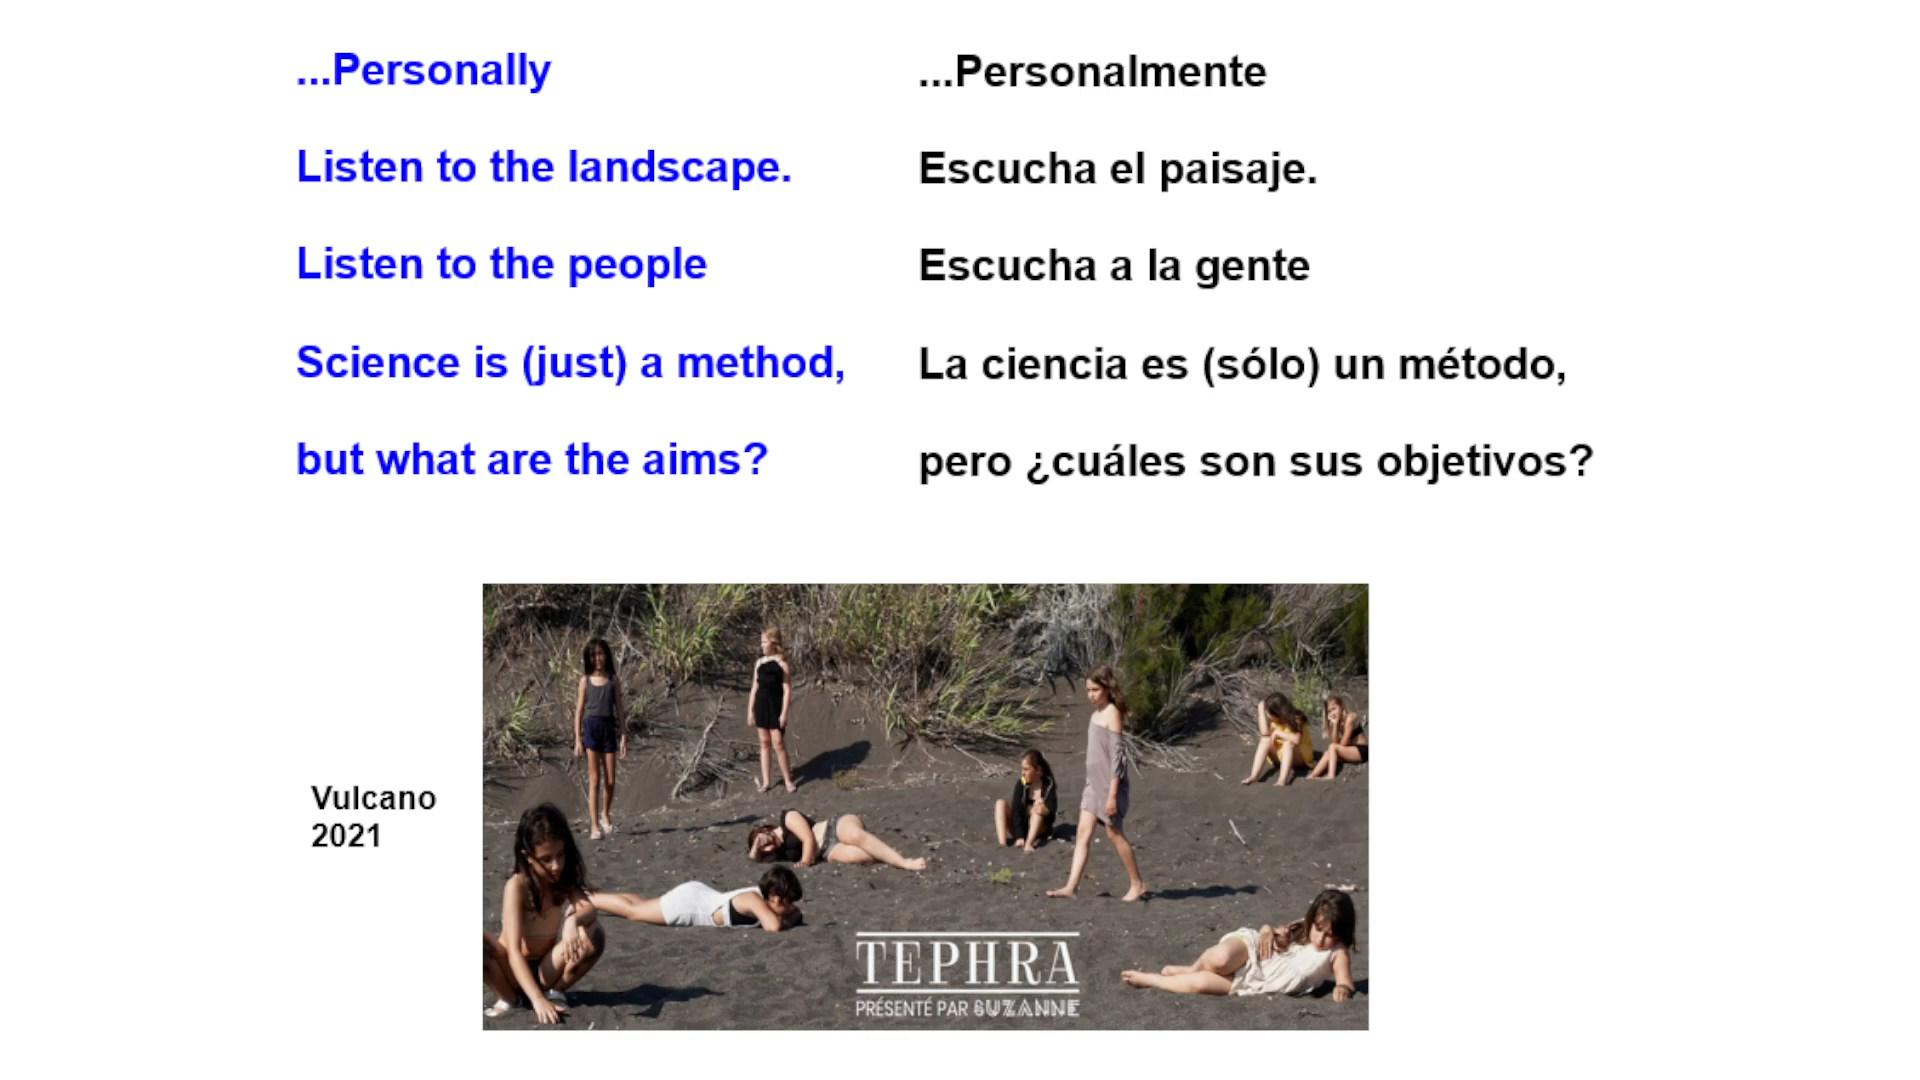 ...Personally
Listen to the landscape.
Listen to the people
Science is (just) a method,
but what are the aims?
...Personalmente
Escucha el paisaje.
Escucha a la gente
La ciencia es (sólo) un método,
pero ¿cuáles son sus objetivos?
Vulcano
2021
TEPHRA
PRÉSENTÉ PAR SUZANNE